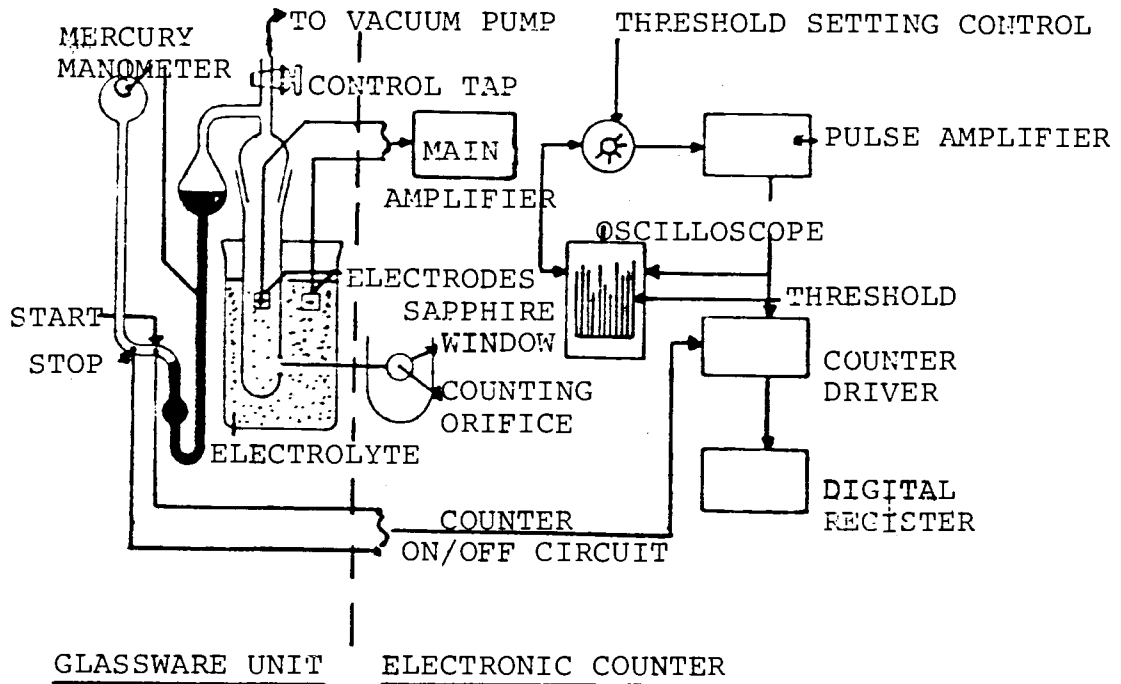 TO VACUUM PUMP
THRESHOLD SETTING CONTROL
MERCURY
MANOMETER
CONTROL TAP
MAIN
AMPLIFIER
PULSE AMPLIFIER
OSCILLOSCOPE
ELECTRODES
SAPPHIRE
WINDOW
THRESHOLD
START
STOP
COUNTER
DRIVER
COUNTING
ORIFICE
ELECTROLYTE
DIGITAL
REGISTER
COUNTER
ON/OFF CIRCUIT
GLASSWARE UNIT
ELECTRONIC COUNTER